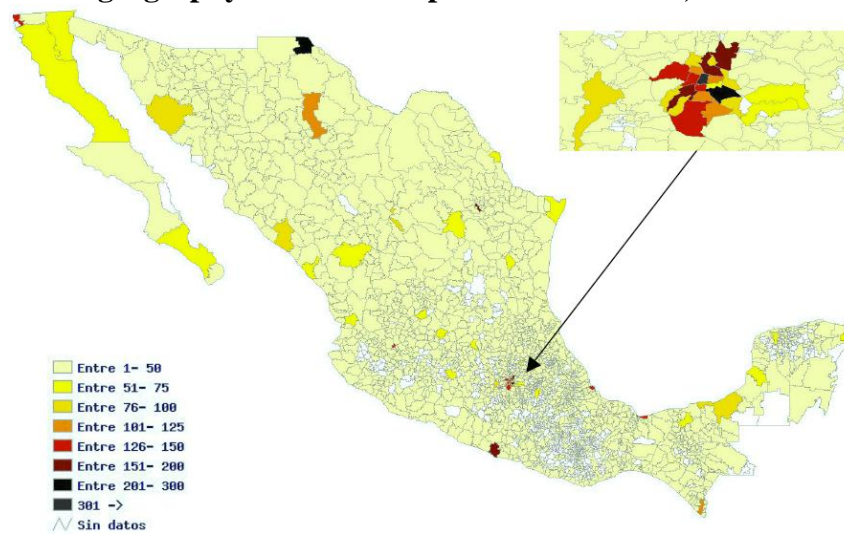 Entre 1- 50
Entre 51- 75
Entre 76- 100
Entre 101- 125
Entre 126- 150
Entre 151- 200
Entre 201- 300
301 ->
Sin datos